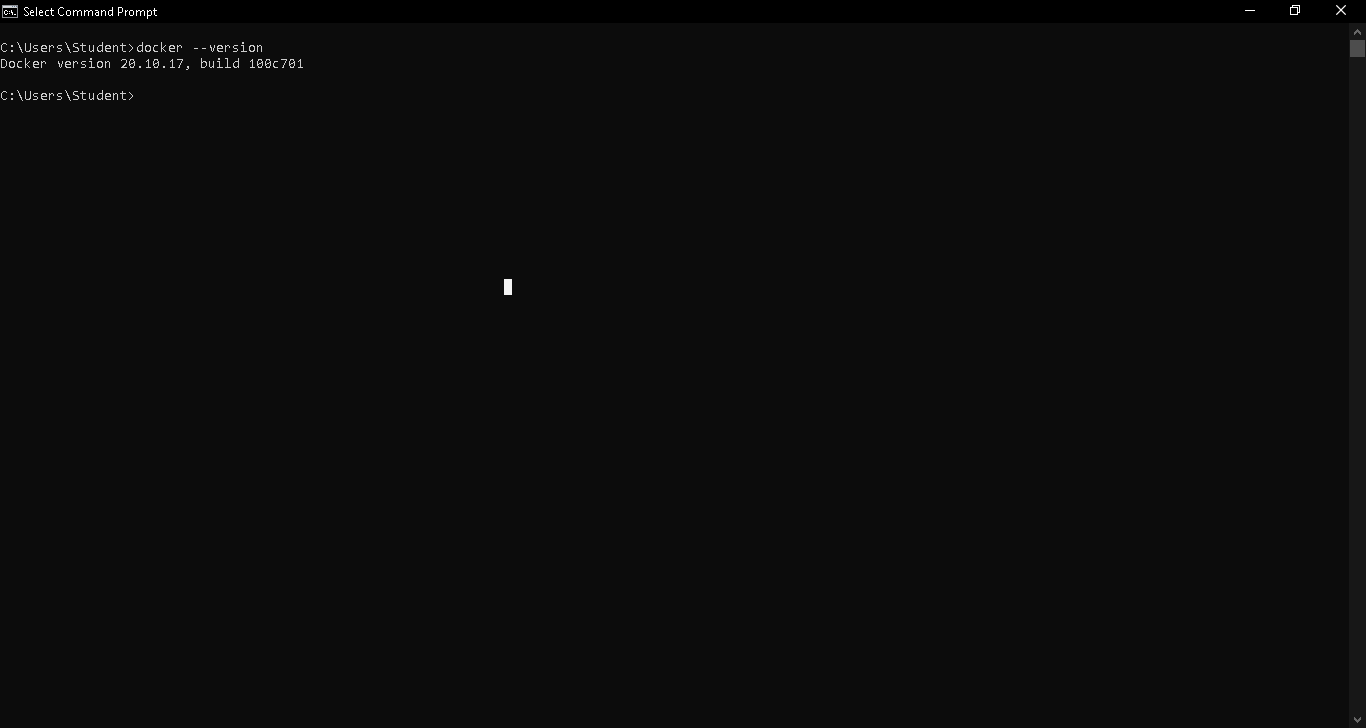 Select Command Prompt
C:\Users\Student>docker --version
Docker version 20.10.17, build 100c701
C:\Users\Student>